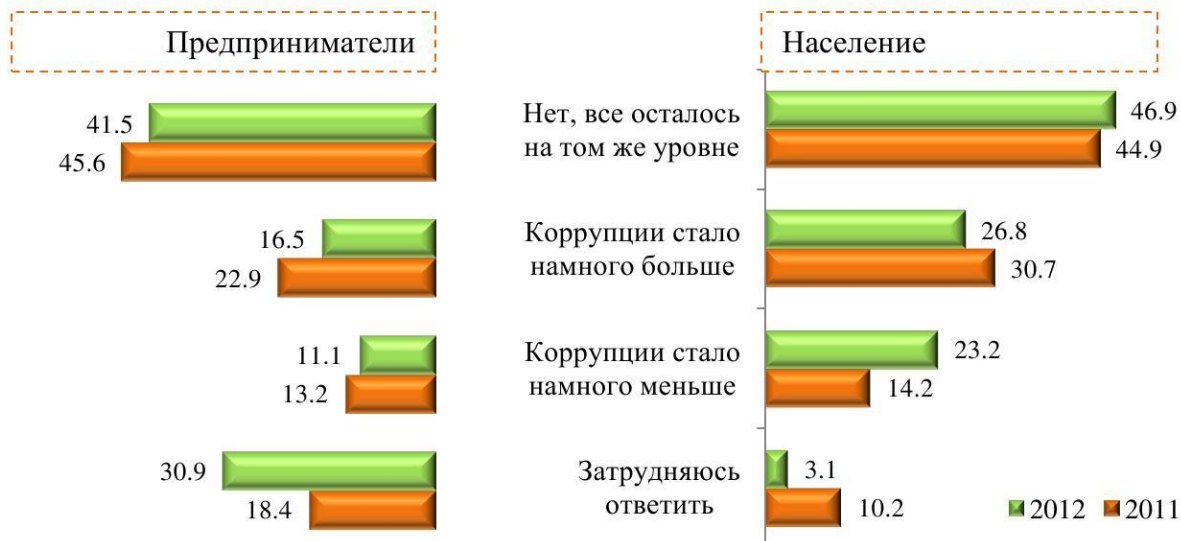 Предприниматели
Население
41.5
45.6
Нет, все осталось
на том же уровне
46.9
44.9
16.5
22.9
Коррупции стало
намного больше
26.8
30.7
11.1
13.2
Коррупции стало
намного меньше
23.2
14.2
30.9
18.4
Затрудняюсь
ответить
3.1
10.2
2012 2011